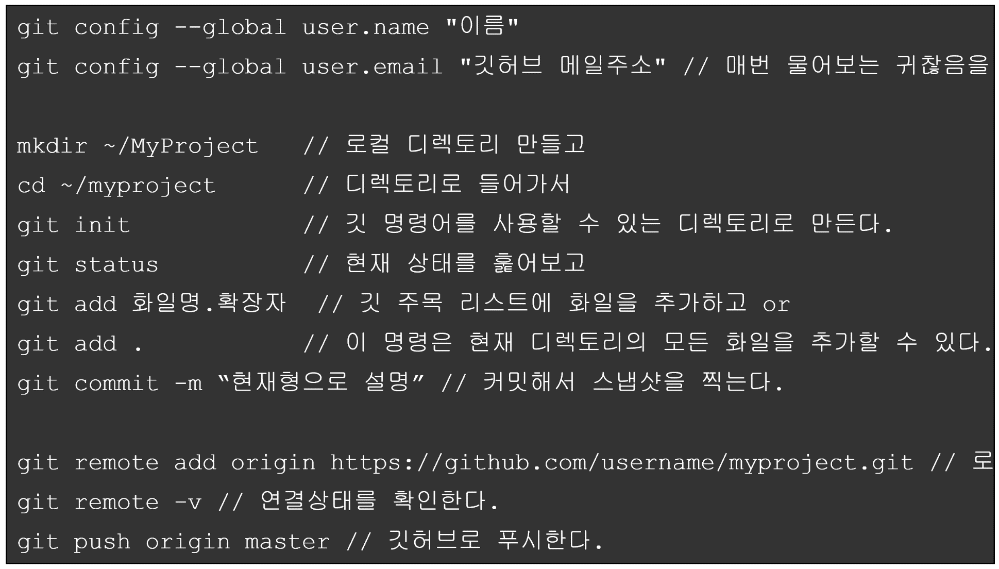 git config --global user.name "이름"
git config --global user.email "깃허브 메일주소" // 매번 물어보는 귀찮음을
mkdir ~/MyProject // 로컬 디렉토리 만들고
cd ~/myproject // 디렉토리로 들어가서
git init // 깃 명령어를 사용할 수 있는 디렉토리로 만든다.
git status // 현재 상태를 훑어보고
git add 화일명.확장자 // 깃 주목 리스트에 화일을 추가하고 or
git add . // 이 명령은 현재 디렉토리의 모든 화일을 추가할 수 있다.
git commit -m “현재형으로 설명” // 커밋해서 스냅샷을 찍는다.
git remote add origin https://github.com/username/myproject.git // 로
git remote -v // 연결상태를 확인한다.
git push origin master // 깃허브로 푸시한다.